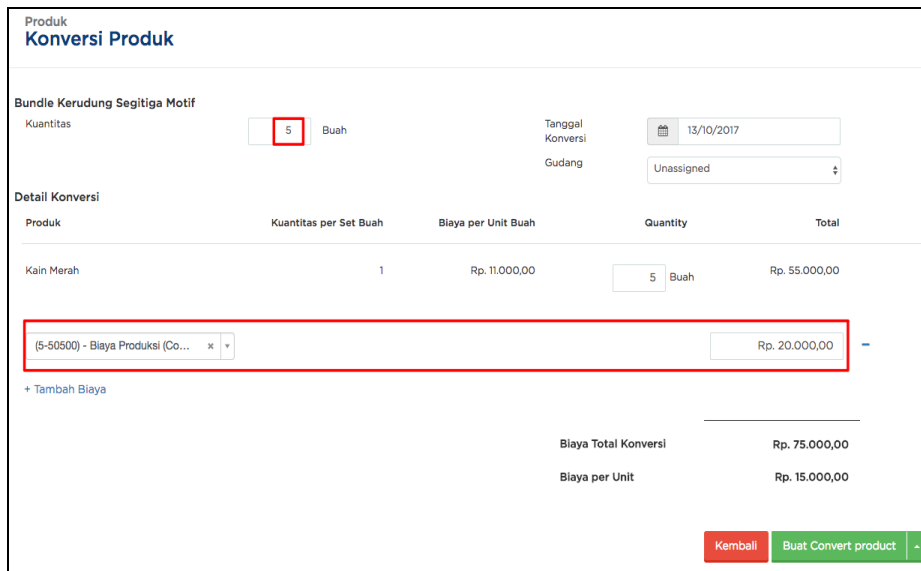 Produk
Konversi Produk
Bundle Kerudung Segitiga Motif
Kuantitas 5 Buah Tanggal Konversi 13/10/2017
Gudang Unassigned
Detail Konversi
Produk Kuantitas per Set Buah Biaya per Unit Buah Quantity Total
Kain Merah 1 Rp. 11.000,00 5 Buah Rp. 55.000,00
(5-50500) - Biaya Produksi (Co... × Rp. 20.000,00 −
+ Tambah Biaya
Biaya Total Konversi Rp. 75.000,00
Biaya per Unit Rp. 15.000,00
Kembali Buat Convert product